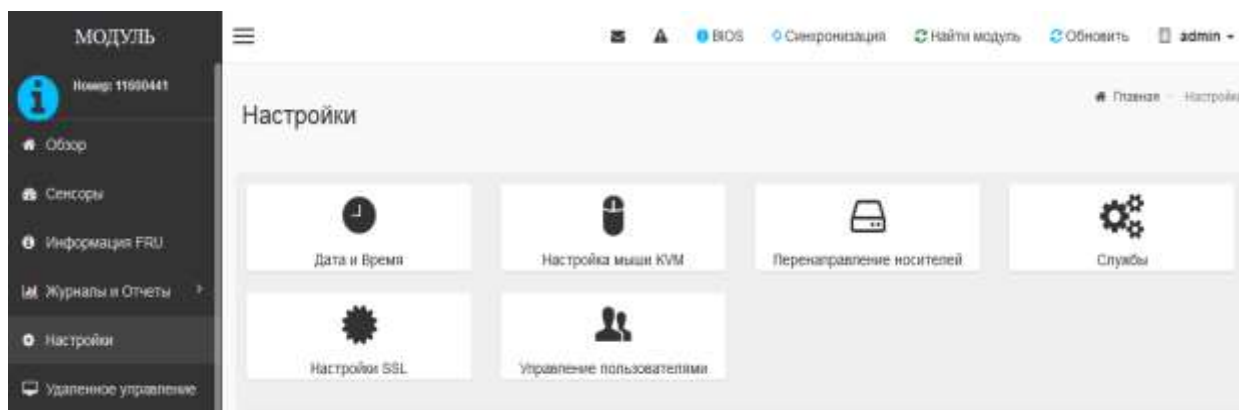 МОДУЛЬ
BIOS
Синхронизация
Найти модуль
Обновить
admin
Номер: 11600441
Главная - Настройки
Настройки
Обзор
Сенсоры
Информация FRU
Журналы и Отчеты
Настройки
Удаленное управление
Дата и Время
Настройка мыши KVM
Перенаправление носителей
Службы
Настройки SSL
Управление пользователями